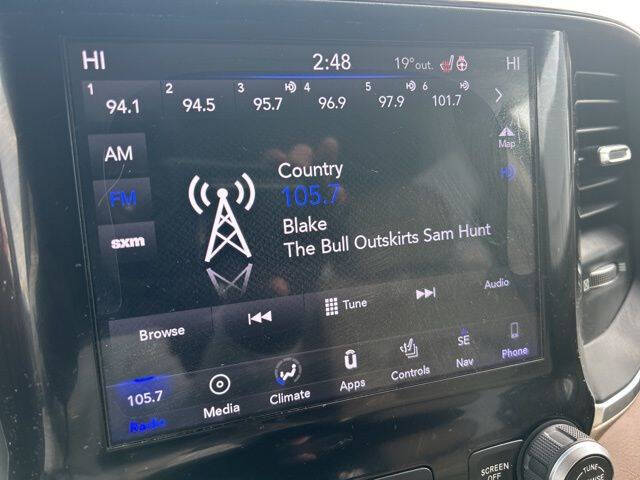 HI 2:48 19° out. HI
1 94.1 2 94.5 3 95.7 4 96.9 5 97.9 6 101.7
AM
FM
sxm
Country
105.7
Blake
The Bull Outskirts Sam Hunt
Map
Browse Tune Audio
105.7
Radio Media Climate Apps Controls SE Nav Phone
SCREEN
OFF
TUNE
BROWSE